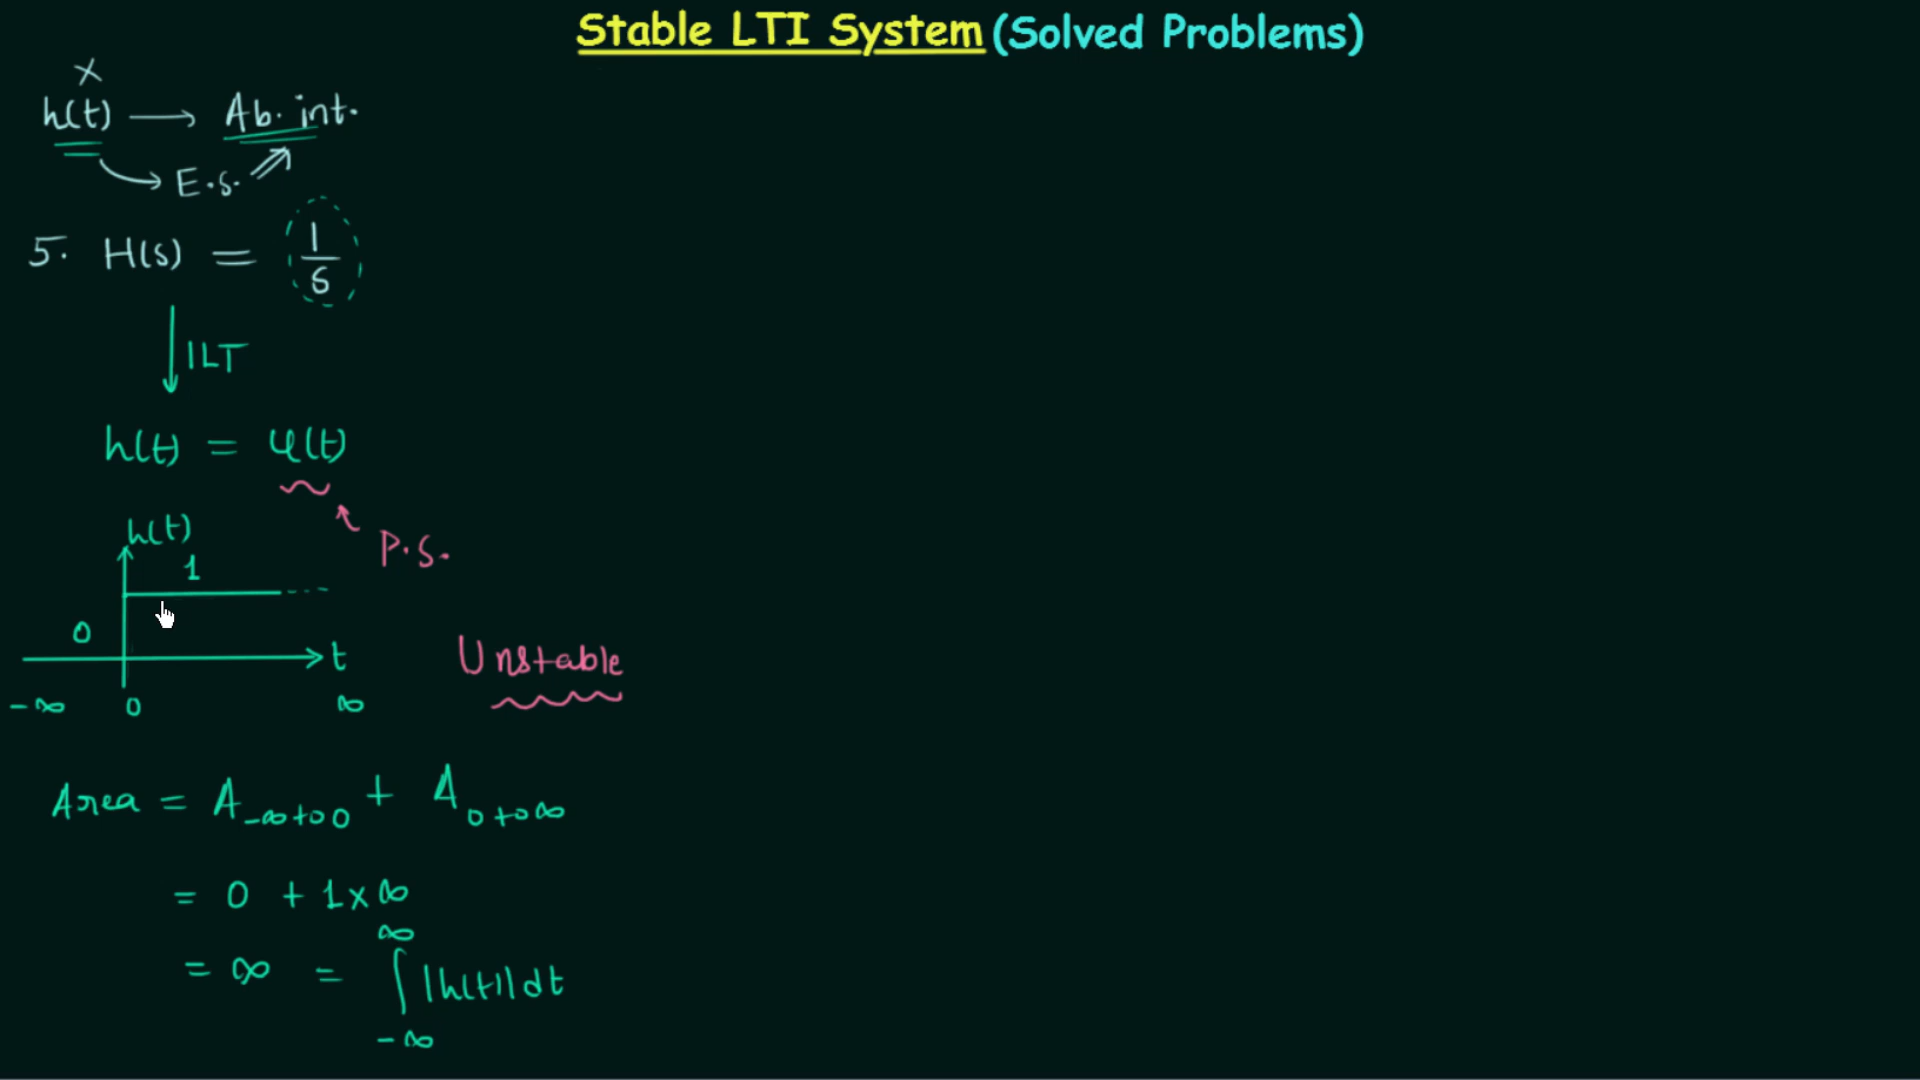 Stable LTI System (Solved Problems)
x
h(t) → Ab. int.
E.s.
5. H(s) = 1/s
ILT
h(t) = u(t)
P.s.
h(t)
1
0
t
-∞ 0 ∞
Unstable
Area = A -∞ to 0 + A 0 to ∞
= 0 + 1 x ∞
= ∞ = ∫ -∞ ∞ |h(t)| dt